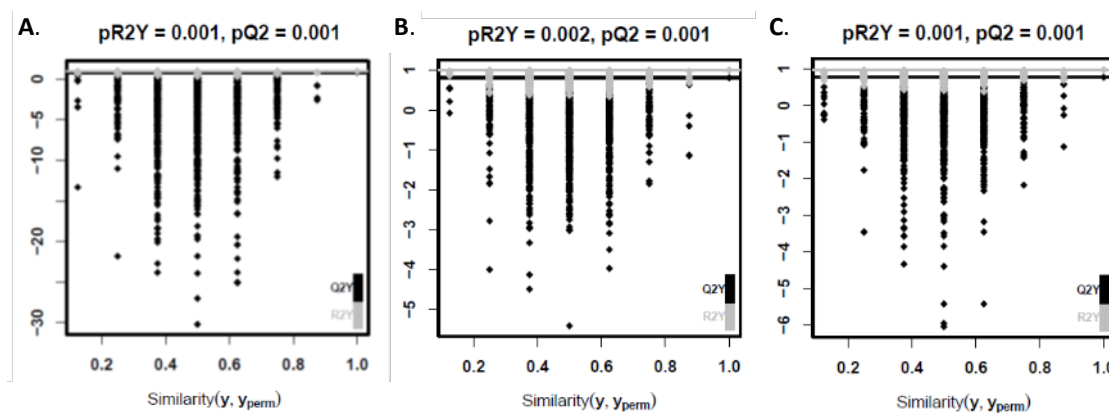 A.
pR2Y = 0.001, pQ2 = 0.001
0
-5
-10
-20
-30
0.2 0.4 0.6 0.8 1.0
Similarity(y, yperm)
Q2Y
R2Y
B.
pR2Y = 0.002, pQ2 = 0.001
1
0
-1
-2
-3
-4
-5
0.2 0.4 0.6 0.8 1.0
Similarity(y, yperm)
Q2Y
R2Y
C.
pR2Y = 0.001, pQ2 = 0.001
1
0
-1
-2
-3
-4
-5
-6
0.2 0.4 0.6 0.8 1.0
Similarity(y, yperm)
Q2Y
R2Y